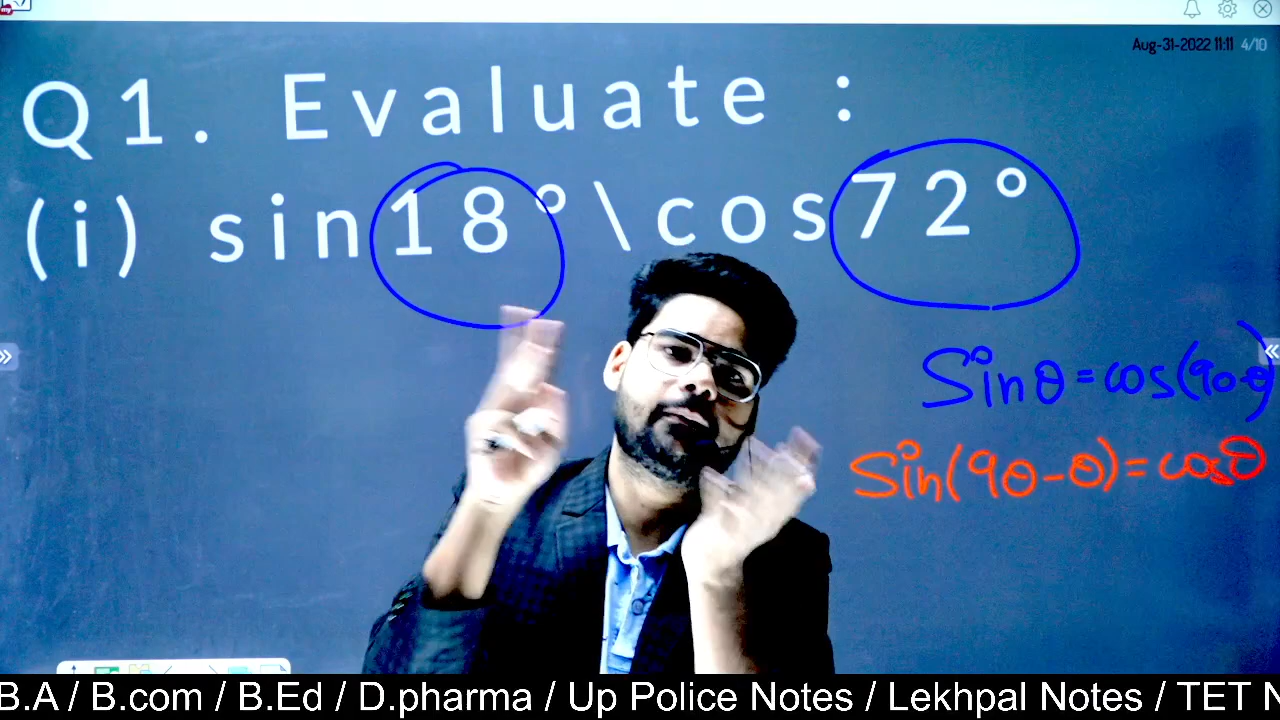 my
Aug-31-2022 11:11 4/10
Q1. Evaluate :
(i) sin18°\cos72°
Sinθ=cos(90-θ)
Sin(90-θ)=cosθ
B.A / B.com / B.Ed / D.pharma / Up Police Notes / Lekhpal Notes / TET N